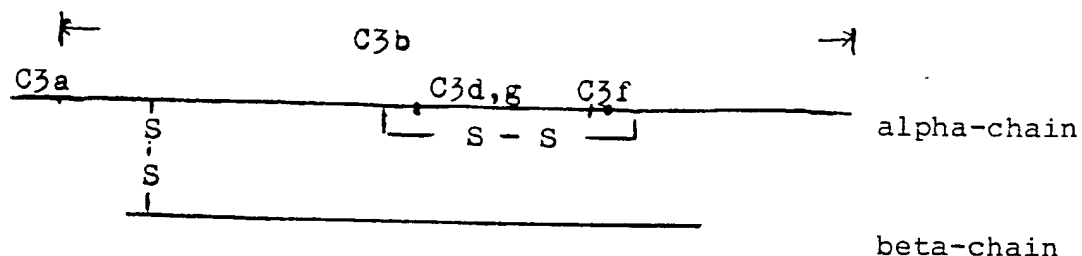 C3b
C3a C3d,g C3f
S - S alpha-chain
S
S
beta-chain